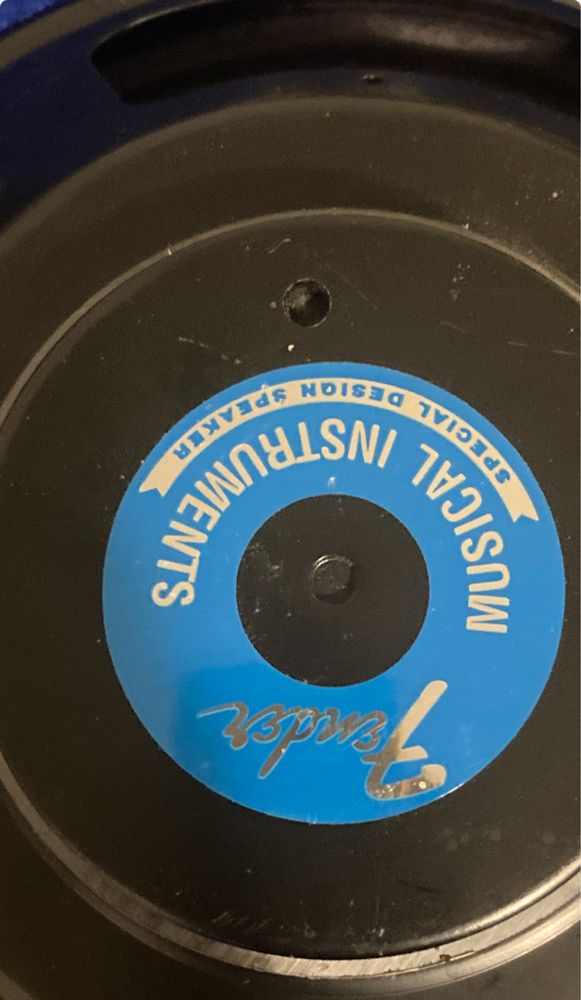 Fender
MUSICAL INSTRUMENTS
SPECIAL DESIGN SPEAKER